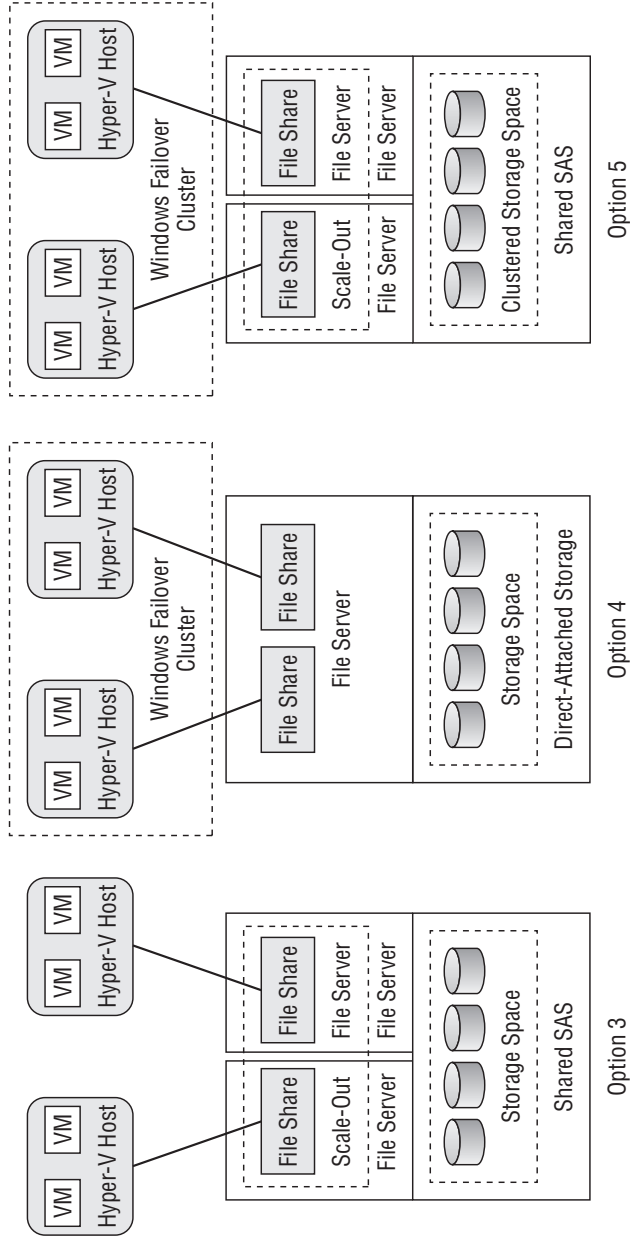 VM VM
Hyper-V Host
VM VM
Hyper-V Host
File Share
File Share
Scale-Out
File Server
File Server
File Server
Storage Space
Shared SAS
Option 3
VM VM
Hyper-V Host
VM VM
Hyper-V Host
Windows Failover
Cluster
File Share
File Share
File Server
Storage Space
Direct-Attached Storage
Option 4
VM VM
Hyper-V Host
VM VM
Hyper-V Host
Windows Failover
Cluster
File Share
File Share
Scale-Out
File Server
File Server
File Server
Clustered Storage Space
Shared SAS
Option 5